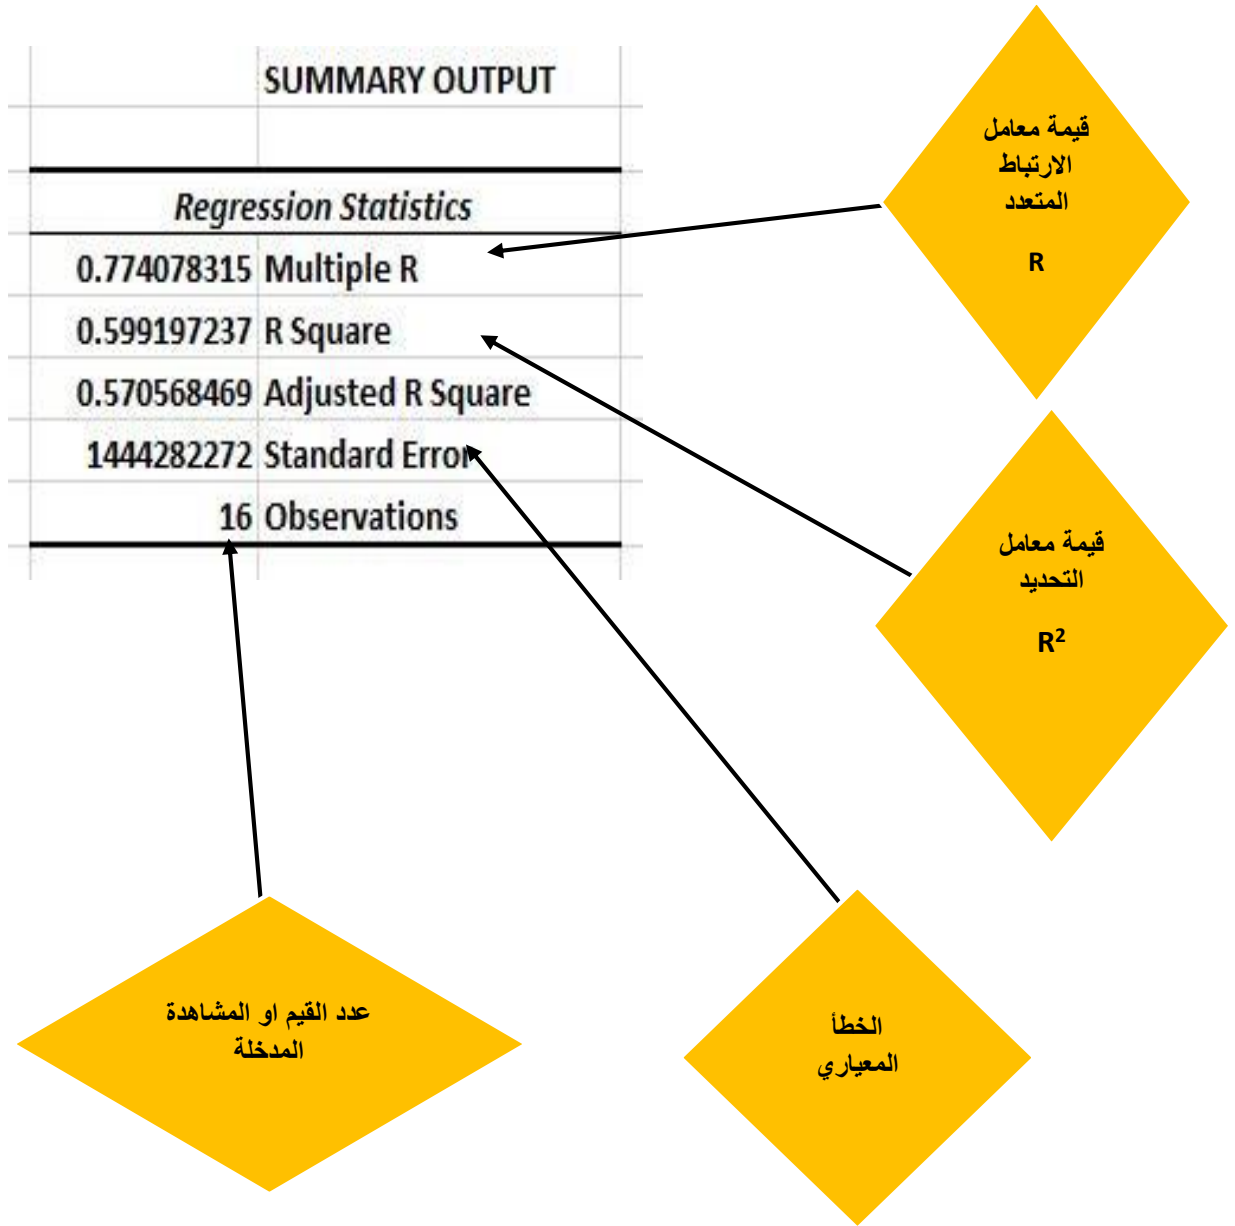 SUMMARY OUTPUT
Regression Statistics
0.774078315 Multiple R
0.599197237 R Square
0.570568469 Adjusted R Square
1444282272 Standard Error
16 Observations
قيمة معامل
الارتباط
المتعدد
R
قيمة معامل
التحديد
R²
عدد القيم او المشاهدة
المدخلة
الخطأ
المعياري